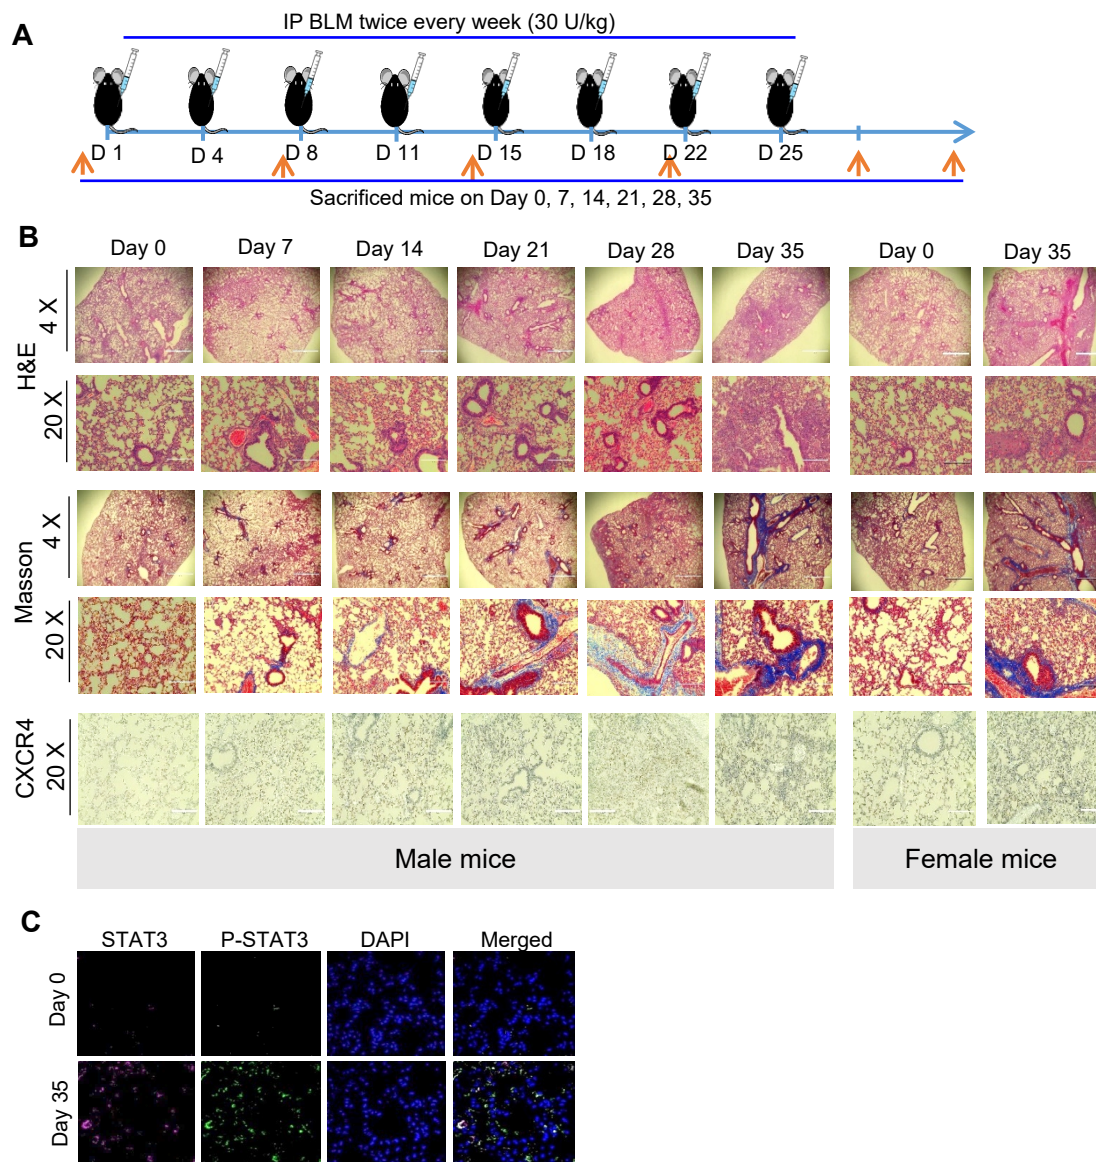 A
IP BLM twice every week (30 U/kg)
D 1 D 4 D 8 D 11 D 15 D 18 D 22 D 25
Sacrificed mice on Day 0, 7, 14, 21, 28, 35
B
Day 0 Day 7 Day 14 Day 21 Day 28 Day 35 Day 0 Day 35
H&E
4 X
20 X
Masson
4 X
20 X
CXCR4
20 X
Male mice Female mice
C
STAT3 P-STAT3 DAPI Merged
Day 0
Day 35